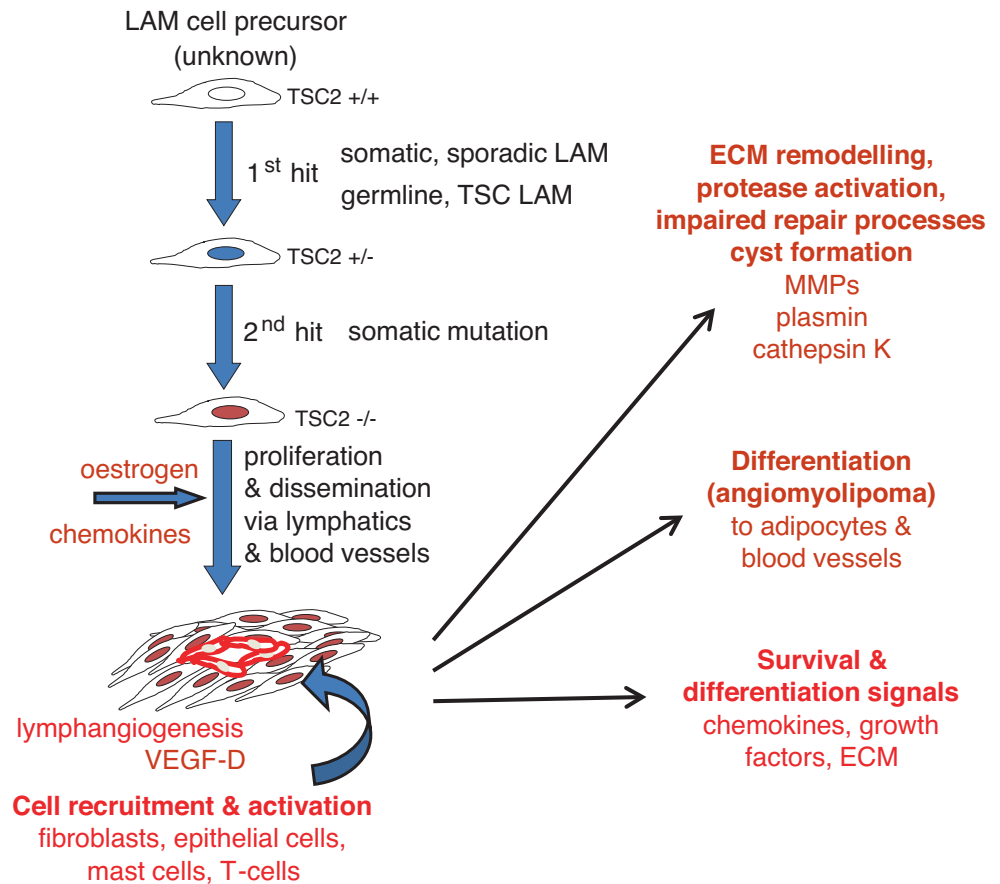 LAM cell precursor
(unknown)
TSC2 +/+
1st hit
somatic, sporadic LAM
germline, TSC LAM
TSC2 +/-
2nd hit
somatic mutation
TSC2 -/-
oestrogen
chemokines
proliferation
& dissemination
via lymphatics
& blood vessels
lymphangiogenesis
VEGF-D
Cell recruitment & activation
fibroblasts, epithelial cells,
mast cells, T-cells
ECM remodelling,
protease activation,
impaired repair processes
cyst formation
MMPs
plasmin
cathepsin K
Differentiation
(angiomyolipoma)
to adipocytes &
blood vessels
Survival &
differentiation signals
chemokines, growth
factors, ECM